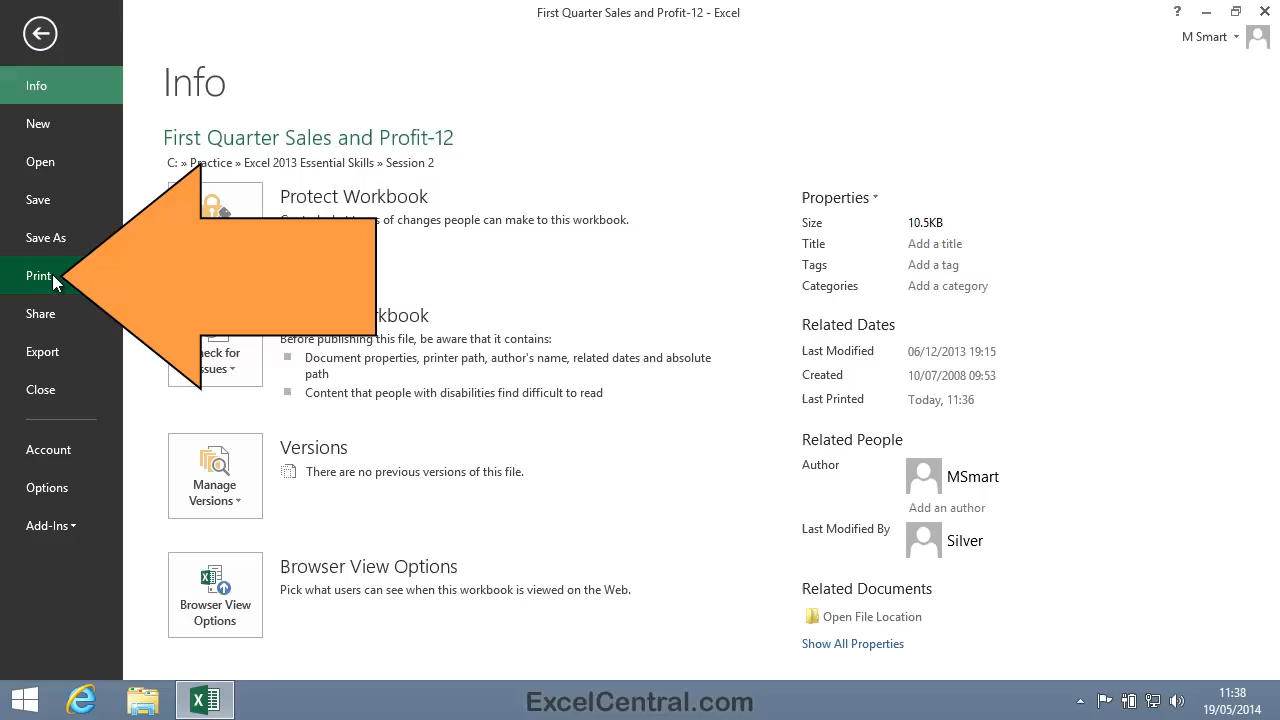 First Quarter Sales and Profit-12 - Excel
?
M Smart
Info
New
Open
Save
Save As
Print
Share
Export
Close
Account
Options
Add-Ins
Info
First Quarter Sales and Profit-12
C: » Practice » Excel 2013 Essential Skills » Session 2
Protect Workbook
of changes people can make to this workbook.
Before publishing this file, be aware that it contains:
Document properties, printer path, author's name, related dates and absolute
path
Content that people with disabilities find difficult to read
Manage
Versions
Versions
There are no previous versions of this file.
Browser View
Options
Browser View Options
Pick what users can see when this workbook is viewed on the Web.
Properties
Size 10.5KB
Title Add a title
Tags Add a tag
Categories Add a category
Related Dates
Last Modified 06/12/2013 19:15
Created 10/07/2008 09:53
Last Printed Today, 11:36
Related People
Author MSmart
Add an author
Last Modified By Silver
Related Documents
Open File Location
Show All Properties
ExcelCentral.com
11:38
19/05/2014